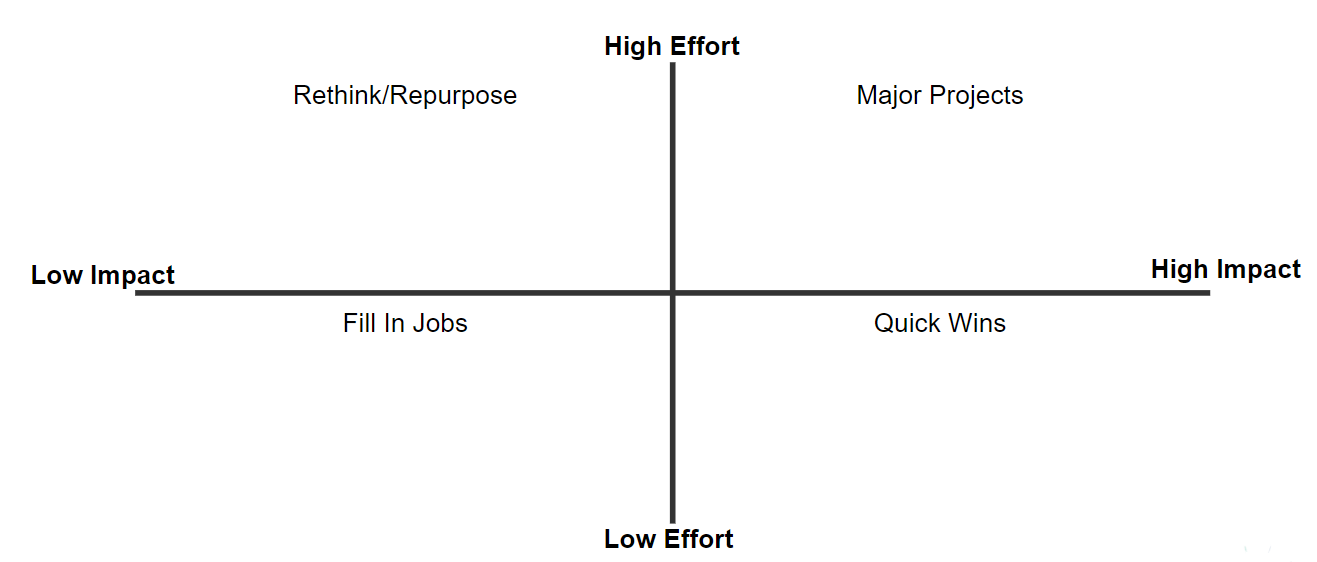 High Effort
Rethink/Repurpose
Major Projects
Low Impact
High Impact
Fill In Jobs
Quick Wins
Low Effort